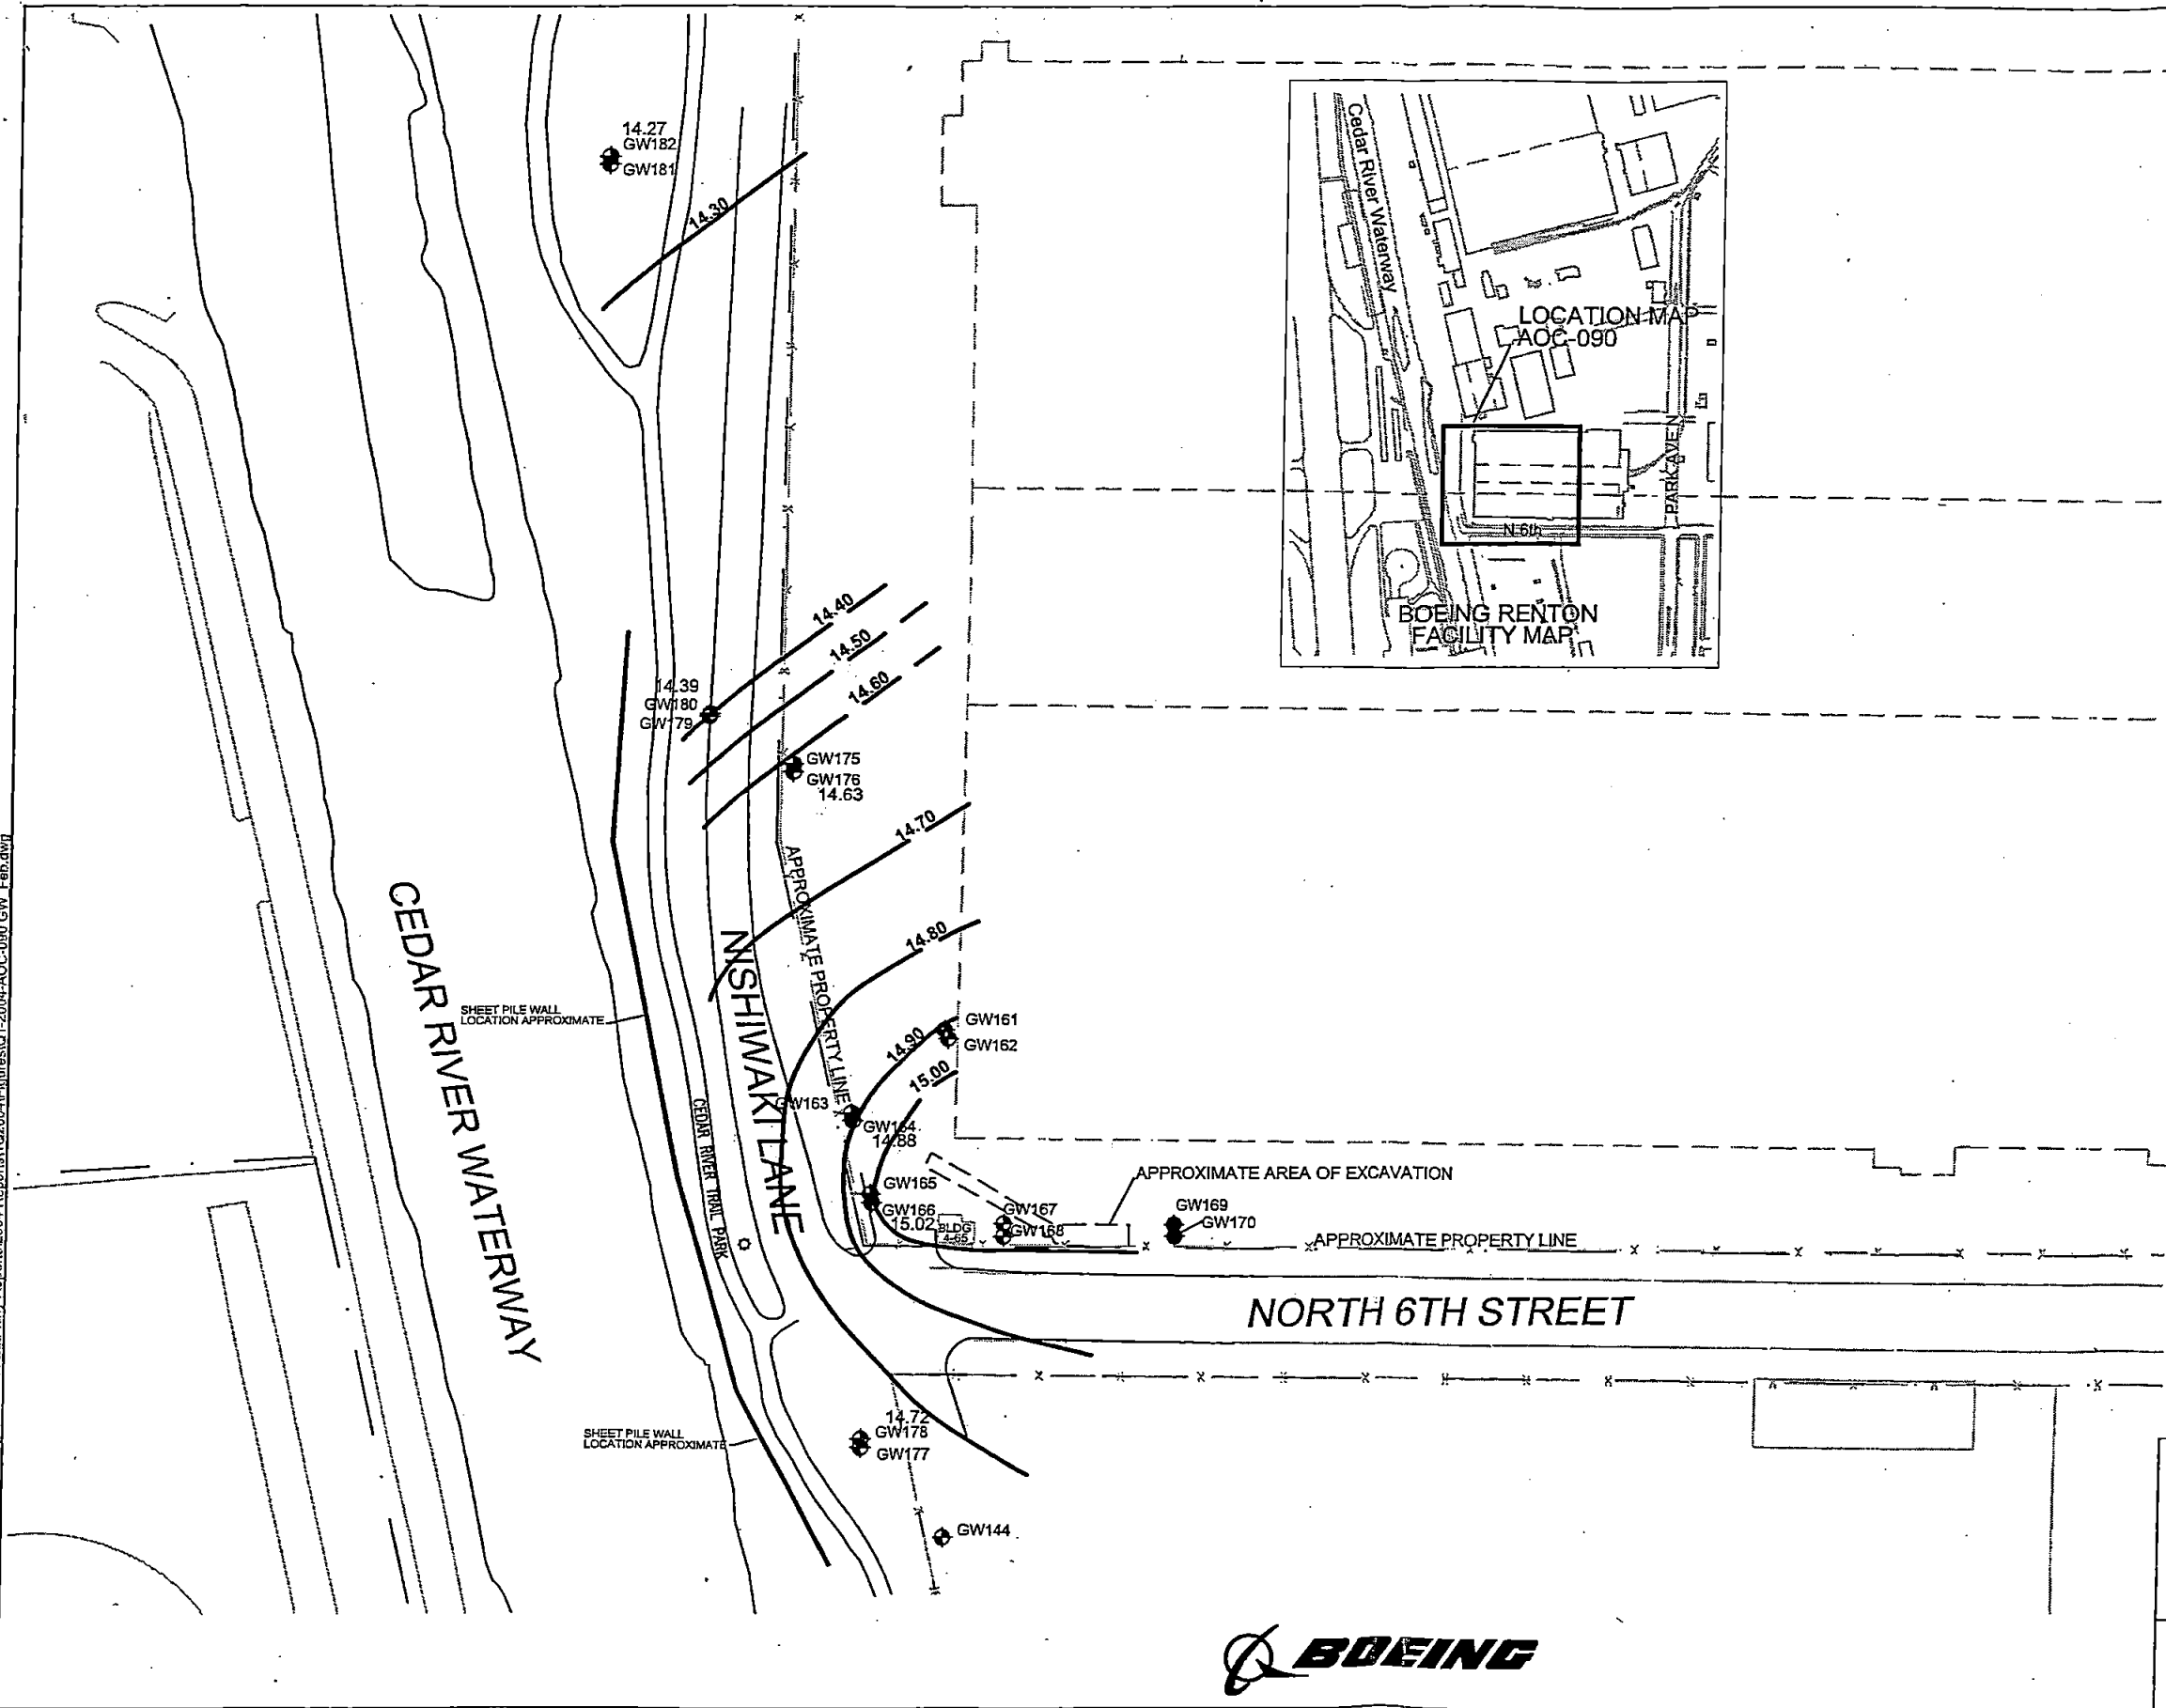 14.27
GW182
GW181
14.30
Cedar River Waterway
LOCATION MAP
AOC-090
PARK AVE N
N 6th
BOEING RENTON
FACILITY MAP
14.40
14.50
14.60
14.39
GW180
GW179
GW175
GW176
14.63
14.70
APPROXIMATE PROPERTY LINE
14.80
CEDAR RIVER WATERWAY
NISHIWAKI LANE
SHEET PILE WALL
LOCATION APPROXIMATE
GW161
GW162
14.90
15.00
CEDAR RIVER TRAIL PARK
GW163
GW164
14.88
APPROXIMATE AREA OF EXCAVATION
GW165
GW166
15.02
BLDG
4-65
GW167
GW168
GW169
GW170
APPROXIMATE PROPERTY LINE
NORTH 6TH STREET
14.72
GW178
GW177
SHEET PILE WALL
LOCATION APPROXIMATE
GW144
BOEING